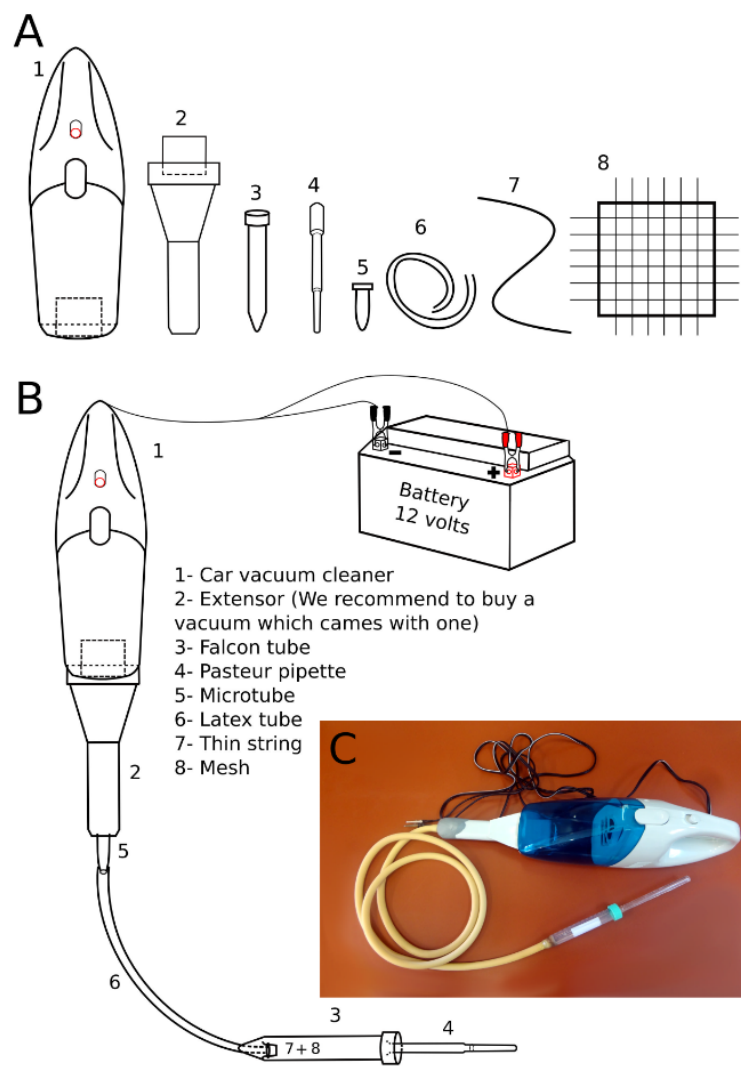 A
1
2
3
4
5
6
7
8
B
1
-
+
Battery
12 volts
1- Car vacuum cleaner
2- Extensor (We recommend to buy a
vacuum which cames with one)
3- Falcon tube
4- Pasteur pipette
5- Microtube
6- Latex tube
7- Thin string
8- Mesh
C
2
5
6
3
4
7+8